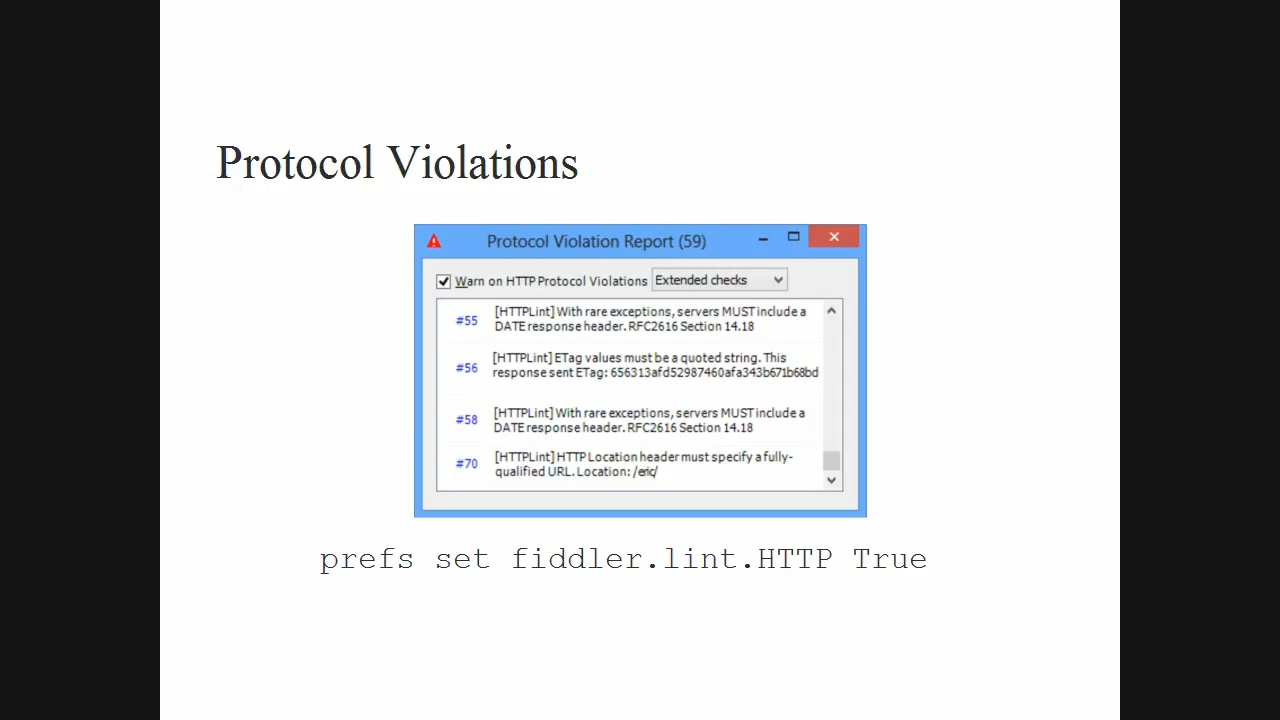 Protocol Violations
Protocol Violation Report (59)
Warn on HTTP Protocol Violations Extended checks
#55 [HTTPLint] With rare exceptions, servers MUST include a
DATE response header. RFC2616 Section 14.18
#56 [HTTPLint] ETag values must be a quoted string. This
response sent ETag: 656313afd52987460afa343b671b68bd
#58 [HTTPLint] With rare exceptions, servers MUST include a
DATE response header. RFC2616 Section 14.18
#70 [HTTPLint] HTTP Location header must specify a fully-
qualified URL. Location: /eric/
prefs set fiddler.lint.HTTP True